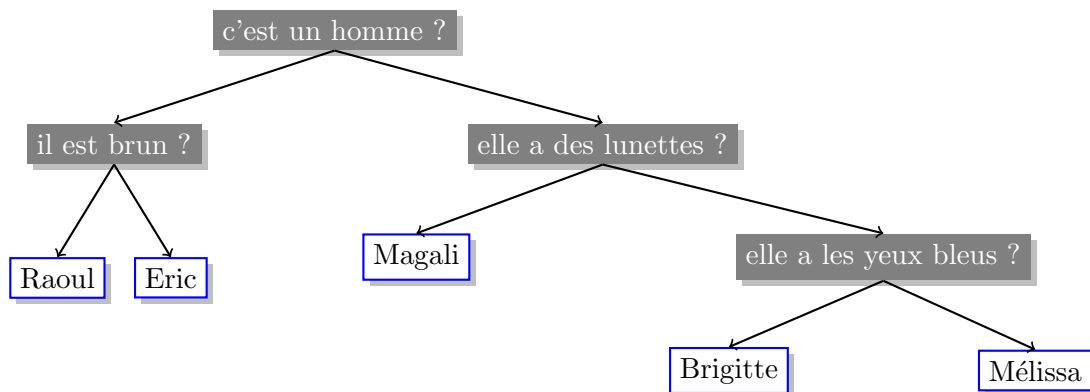 c'est un homme ?
il est brun ?
elle a des lunettes ?
Raoul
Eric
Magali
elle a les yeux bleus ?
Brigitte
Mélissa